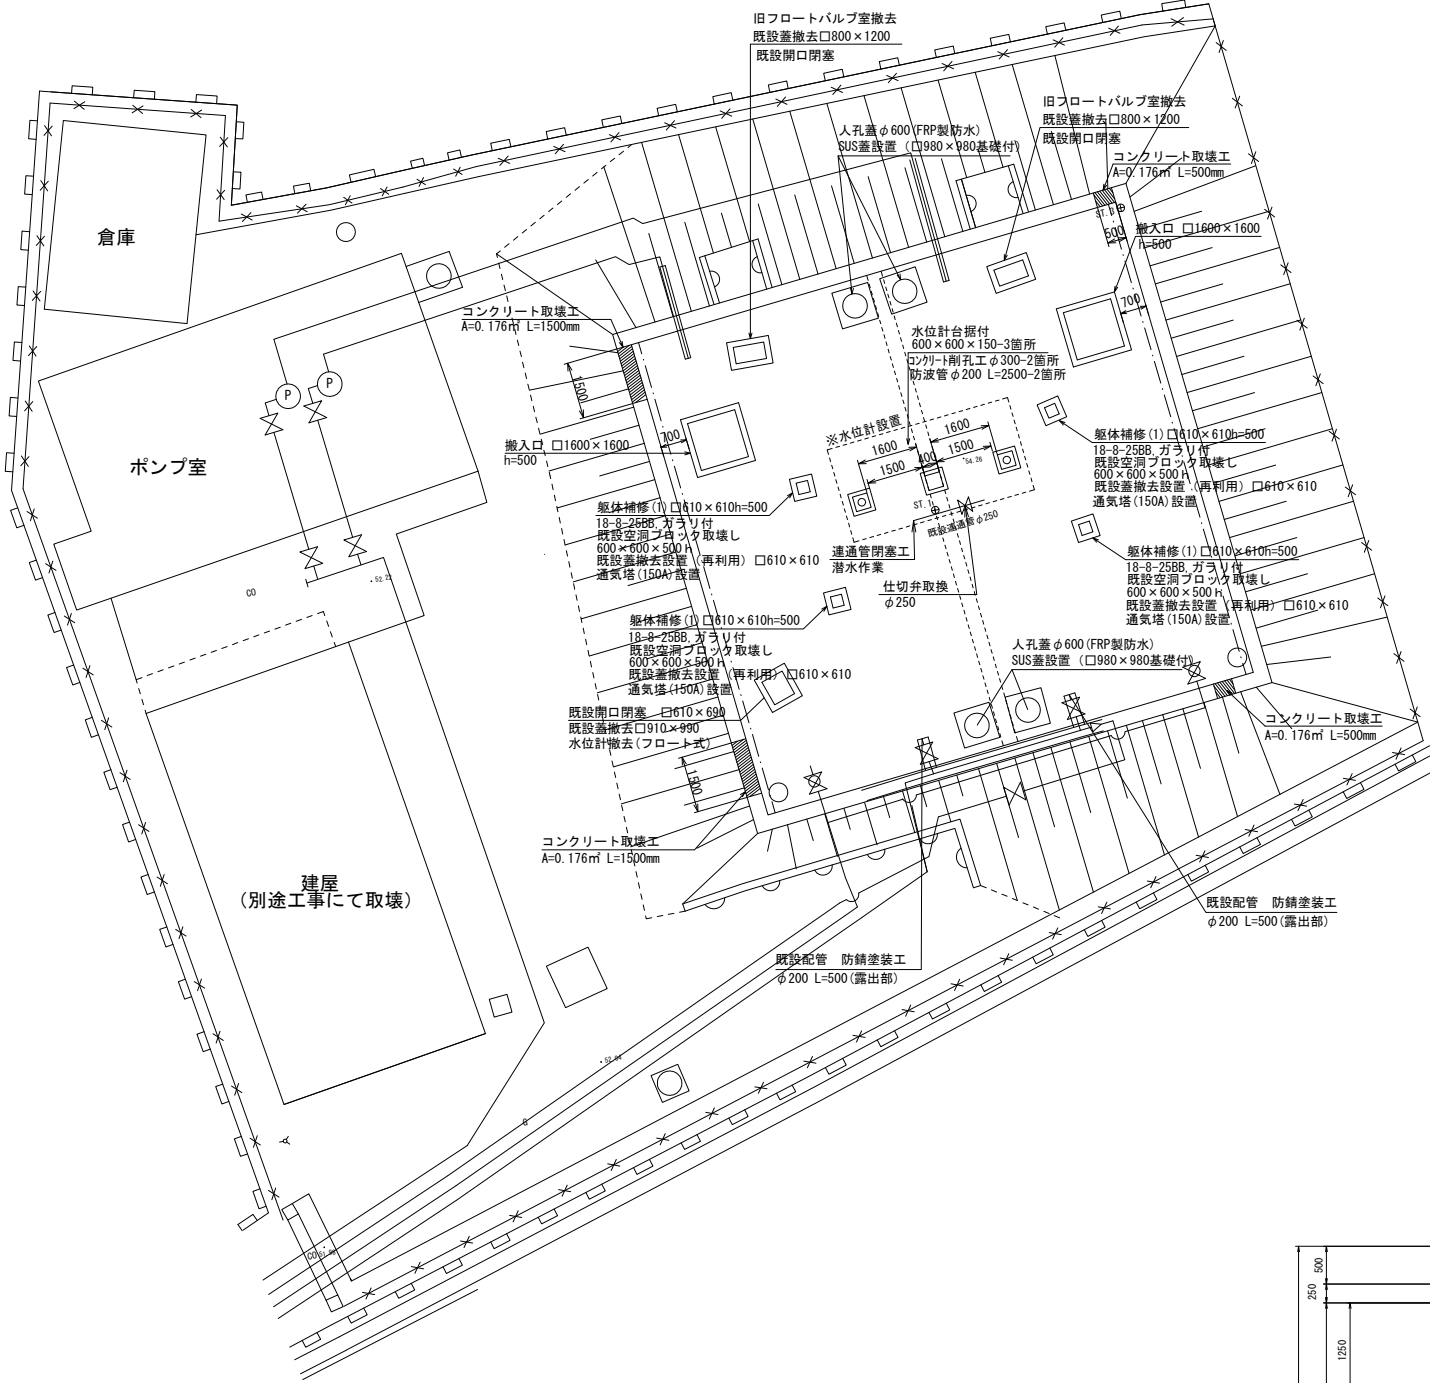 旧フロートバルブ室撤去
既設蓋撤去□800×1200
既設開口閉塞
旧フロートバルブ室撤去
既設蓋撤去□800×1200
既設開口閉塞
人孔蓋φ600(FRP製防水)
SUS蓋設置（□980×980基礎付）
コンクリート取壊工
A=0.176㎡ L=500mm
ST.3
500
搬入口　□1600×1600
h=500
700
倉庫
コンクリート取壊工
A=0.176㎡ L=1500mm
1500
水位計台据付
600×600×150-3箇所
コンクリート削孔工φ300-2箇所
防波管φ200 L=2500-2箇所
P
P
ポンプ室
搬入口　□1600×1600
h=500
700
※水位計設置
1600
1600
1500
400
1500
54.26
ST.
既設連通管φ250
躯体補修(1)□610×610h=500
18-8-25BB,ガラリ付
既設空洞ブロック取壊し
600×600×500ｈ
既設蓋撤去設置（再利用）□610×610
通気塔(150A)設置
躯体補修(1)□610×610h=500
18-8-25BB,ガラリ付
既設空洞ブロック取壊し
600×600×500ｈ
既設蓋撤去設置（再利用）□610×610
通気塔(150A)設置
連通管閉塞工
潜水作業
仕切弁取換
φ250
躯体補修(1)□610×610h=500
18-8-25BB,ガラリ付
既設空洞ブロック取壊し
600×600×500ｈ
既設蓋撤去設置（再利用）□610×610
通気塔(150A)設置
CO
52.22
躯体補修(1)□610×610h=500
18-8-25BB,ガラリ付
既設空洞ブロック取壊し
600×600×500ｈ
既設蓋撤去設置（再利用）□610×610
通気塔(150A)設置
人孔蓋φ600(FRP製防水)
SUS蓋設置（□980×980基礎付）
既設開口閉塞　□610×690
既設蓋撤去□910×990
水位計撤去(フロート式)
コンクリート取壊工
A=0.176㎡ L=500mm
1500
コンクリート取壊工
A=0.176㎡ L=1500mm
建屋
(別途工事にて取壊)
既設配管　防錆塗装工
φ200 L=500(露出部)
既設配管　防錆塗装工
φ200 L=500(露出部)
52.04
G
CO
500
250
1250